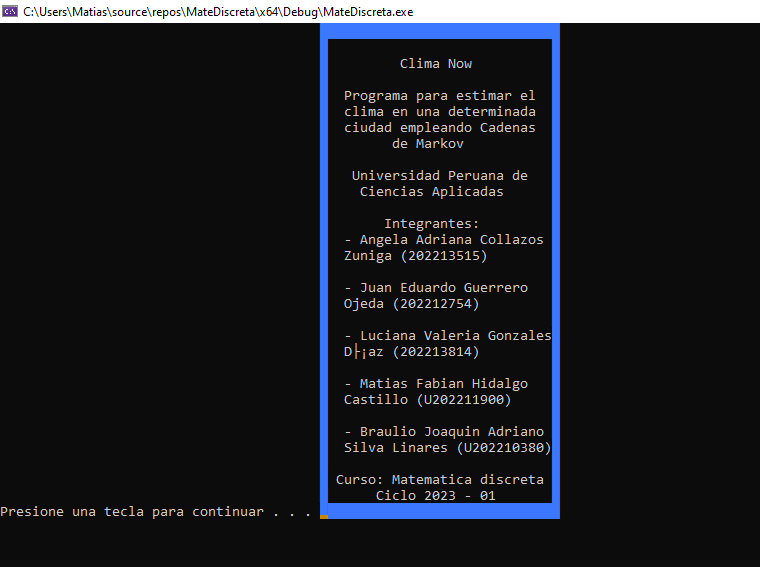 C:\Users\Matias\source\repos\MateDiscreta\x64\Debug\MateDiscreta.exe
Clima Now
Programa para estimar el
clima en una determinada
ciudad empleando Cadenas
de Markov
Universidad Peruana de
Ciencias Aplicadas
Integrantes:
- Angela Adriana Collazos
Zuniga (202213515)
- Juan Eduardo Guerrero
Ojeda (202212754)
- Luciana Valeria Gonzales
D├¡az (202213814)
- Matias Fabian Hidalgo
Castillo (U202211900)
- Braulio Joaquin Adriano
Silva Linares (U202210380)
Curso: Matematica discreta
Ciclo 2023 - 01
Presione una tecla para continuar . . .